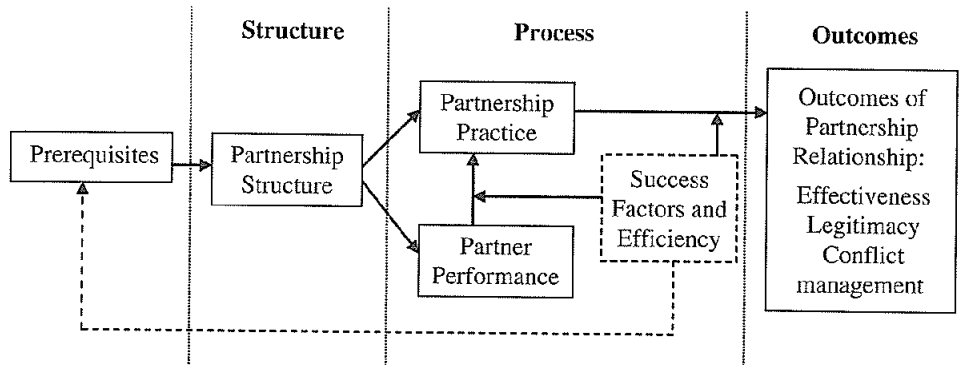 Structure
Process
Outcomes
Prerequisites
Partnership
Structure
Partnership
Practice
Partner
Performance
Success
Factors and
Efficiency
Outcomes of
Partnership
Relationship:
Effectiveness
Legitimacy
Conflict
management